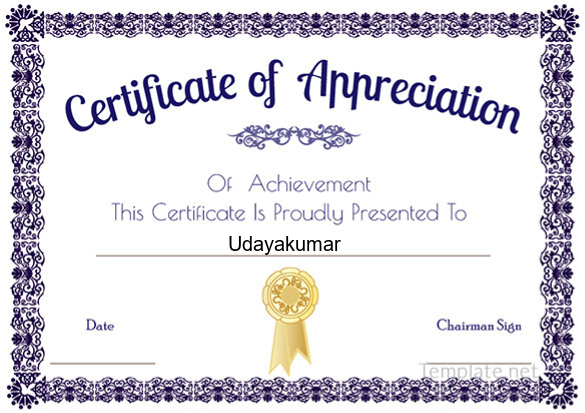 Certificate of Appreciation
Of Achievement
This Certificate Is Proudly Presented To
Udayakumar
Date
Chairman Sign
Template.net